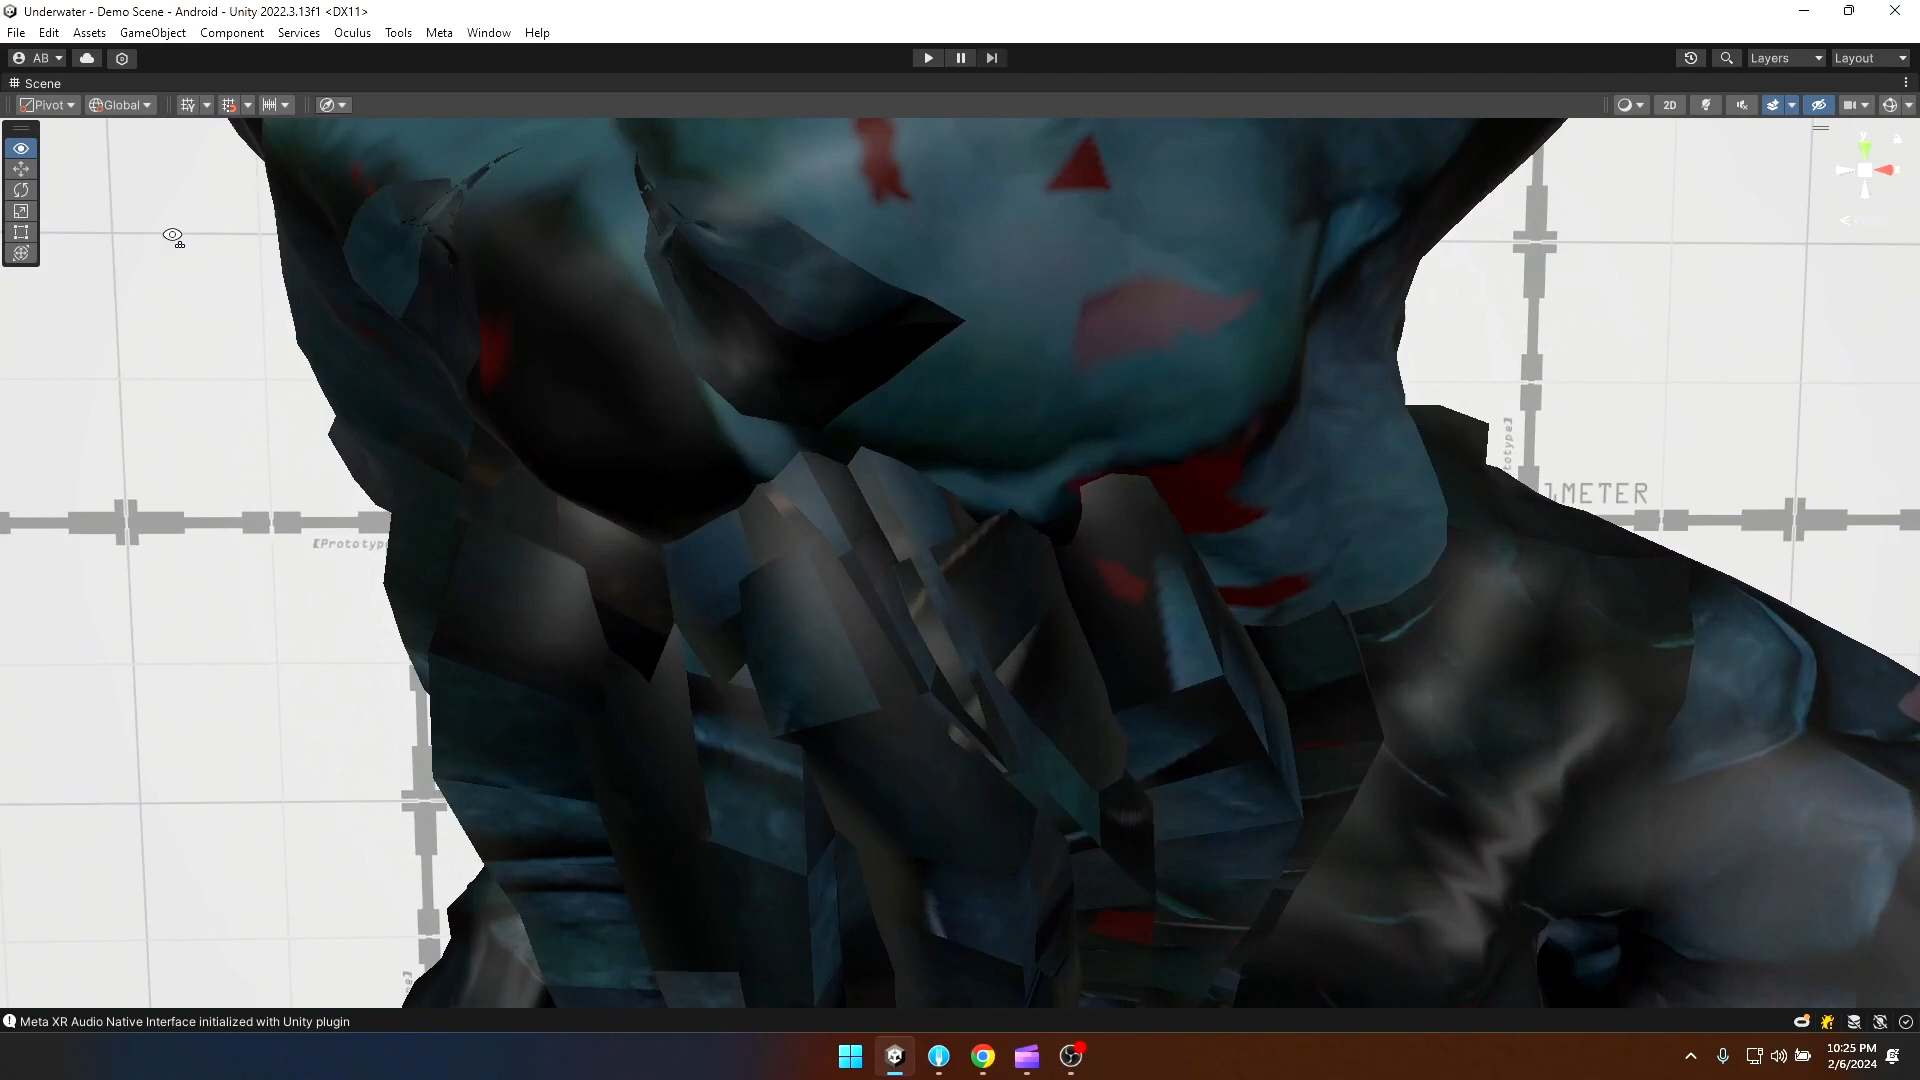 Underwater - Demo Scene - Android - Unity 2022.3.13f1 <DX11>
File Edit Assets GameObject Component Services Oculus Tools Meta Window Help
AB Layers Layout
Scene
Pivot Global 2D
y
x
1METER
[Prototype
Meta XR Audio Native Interface initialized with Unity plugin
10:25 PM
2/6/2024